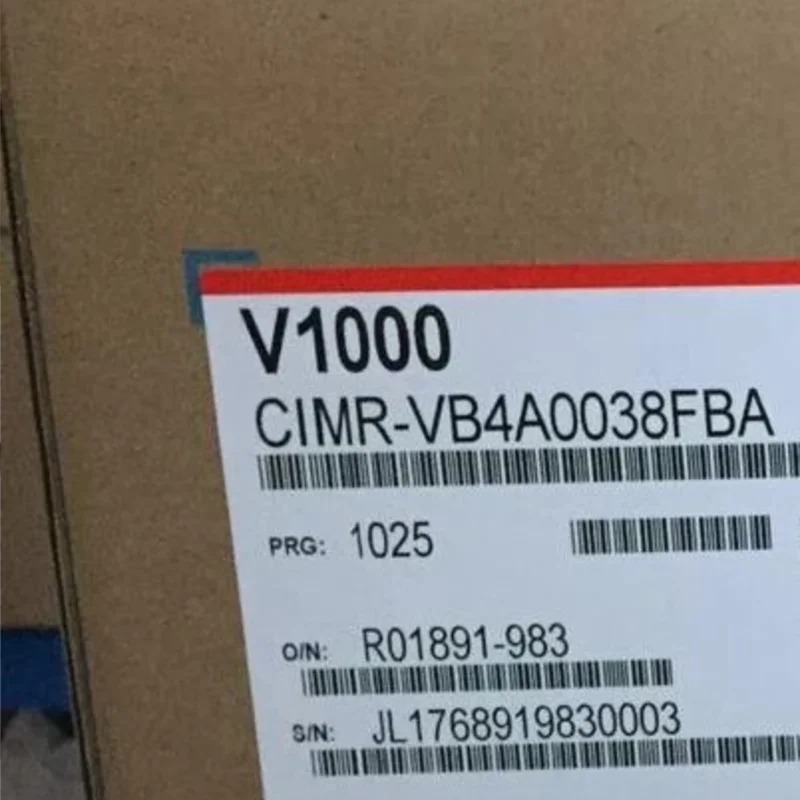 V1000
CIMR-VB4A0038FBA
PRG: 1025
O/N: R01891-983
S/N: JL1768919830003